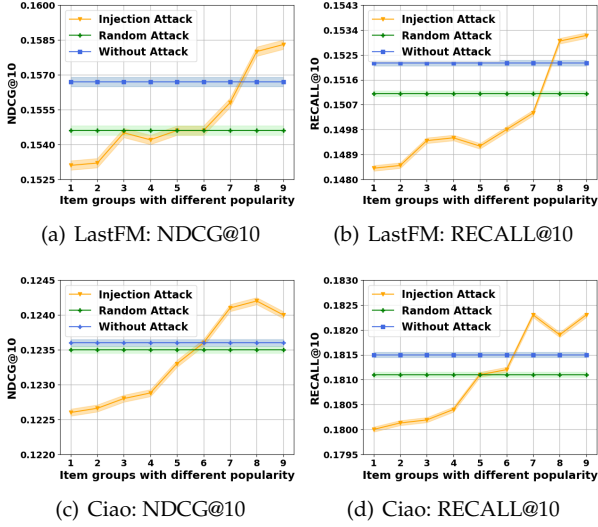 0.1600
0.1585
0.1570
0.1555
0.1540
0.1525
NDCG@10
Injection Attack
Random Attack
Without Attack
1 2 3 4 5 6 7 8 9
Item groups with different popularity
(a) LastFM: NDCG@10
0.1543
0.1534
0.1525
0.1516
0.1507
0.1498
0.1489
0.1480
RECALL@10
Injection Attack
Random Attack
Without Attack
1 2 3 4 5 6 7 8 9
Item groups with different popularity
(b) LastFM: RECALL@10
0.1245
0.1240
0.1235
0.1230
0.1225
0.1220
NDCG@10
Injection Attack
Random Attack
Without Attack
1 2 3 4 5 6 7 8 9
Item groups with different popularity
(c) Ciao: NDCG@10
0.1830
0.1825
0.1820
0.1815
0.1810
0.1805
0.1800
0.1795
RECALL@10
Injection Attack
Random Attack
Without Attack
1 2 3 4 5 6 7 8 9
Item groups with different popularity
(d) Ciao: RECALL@10